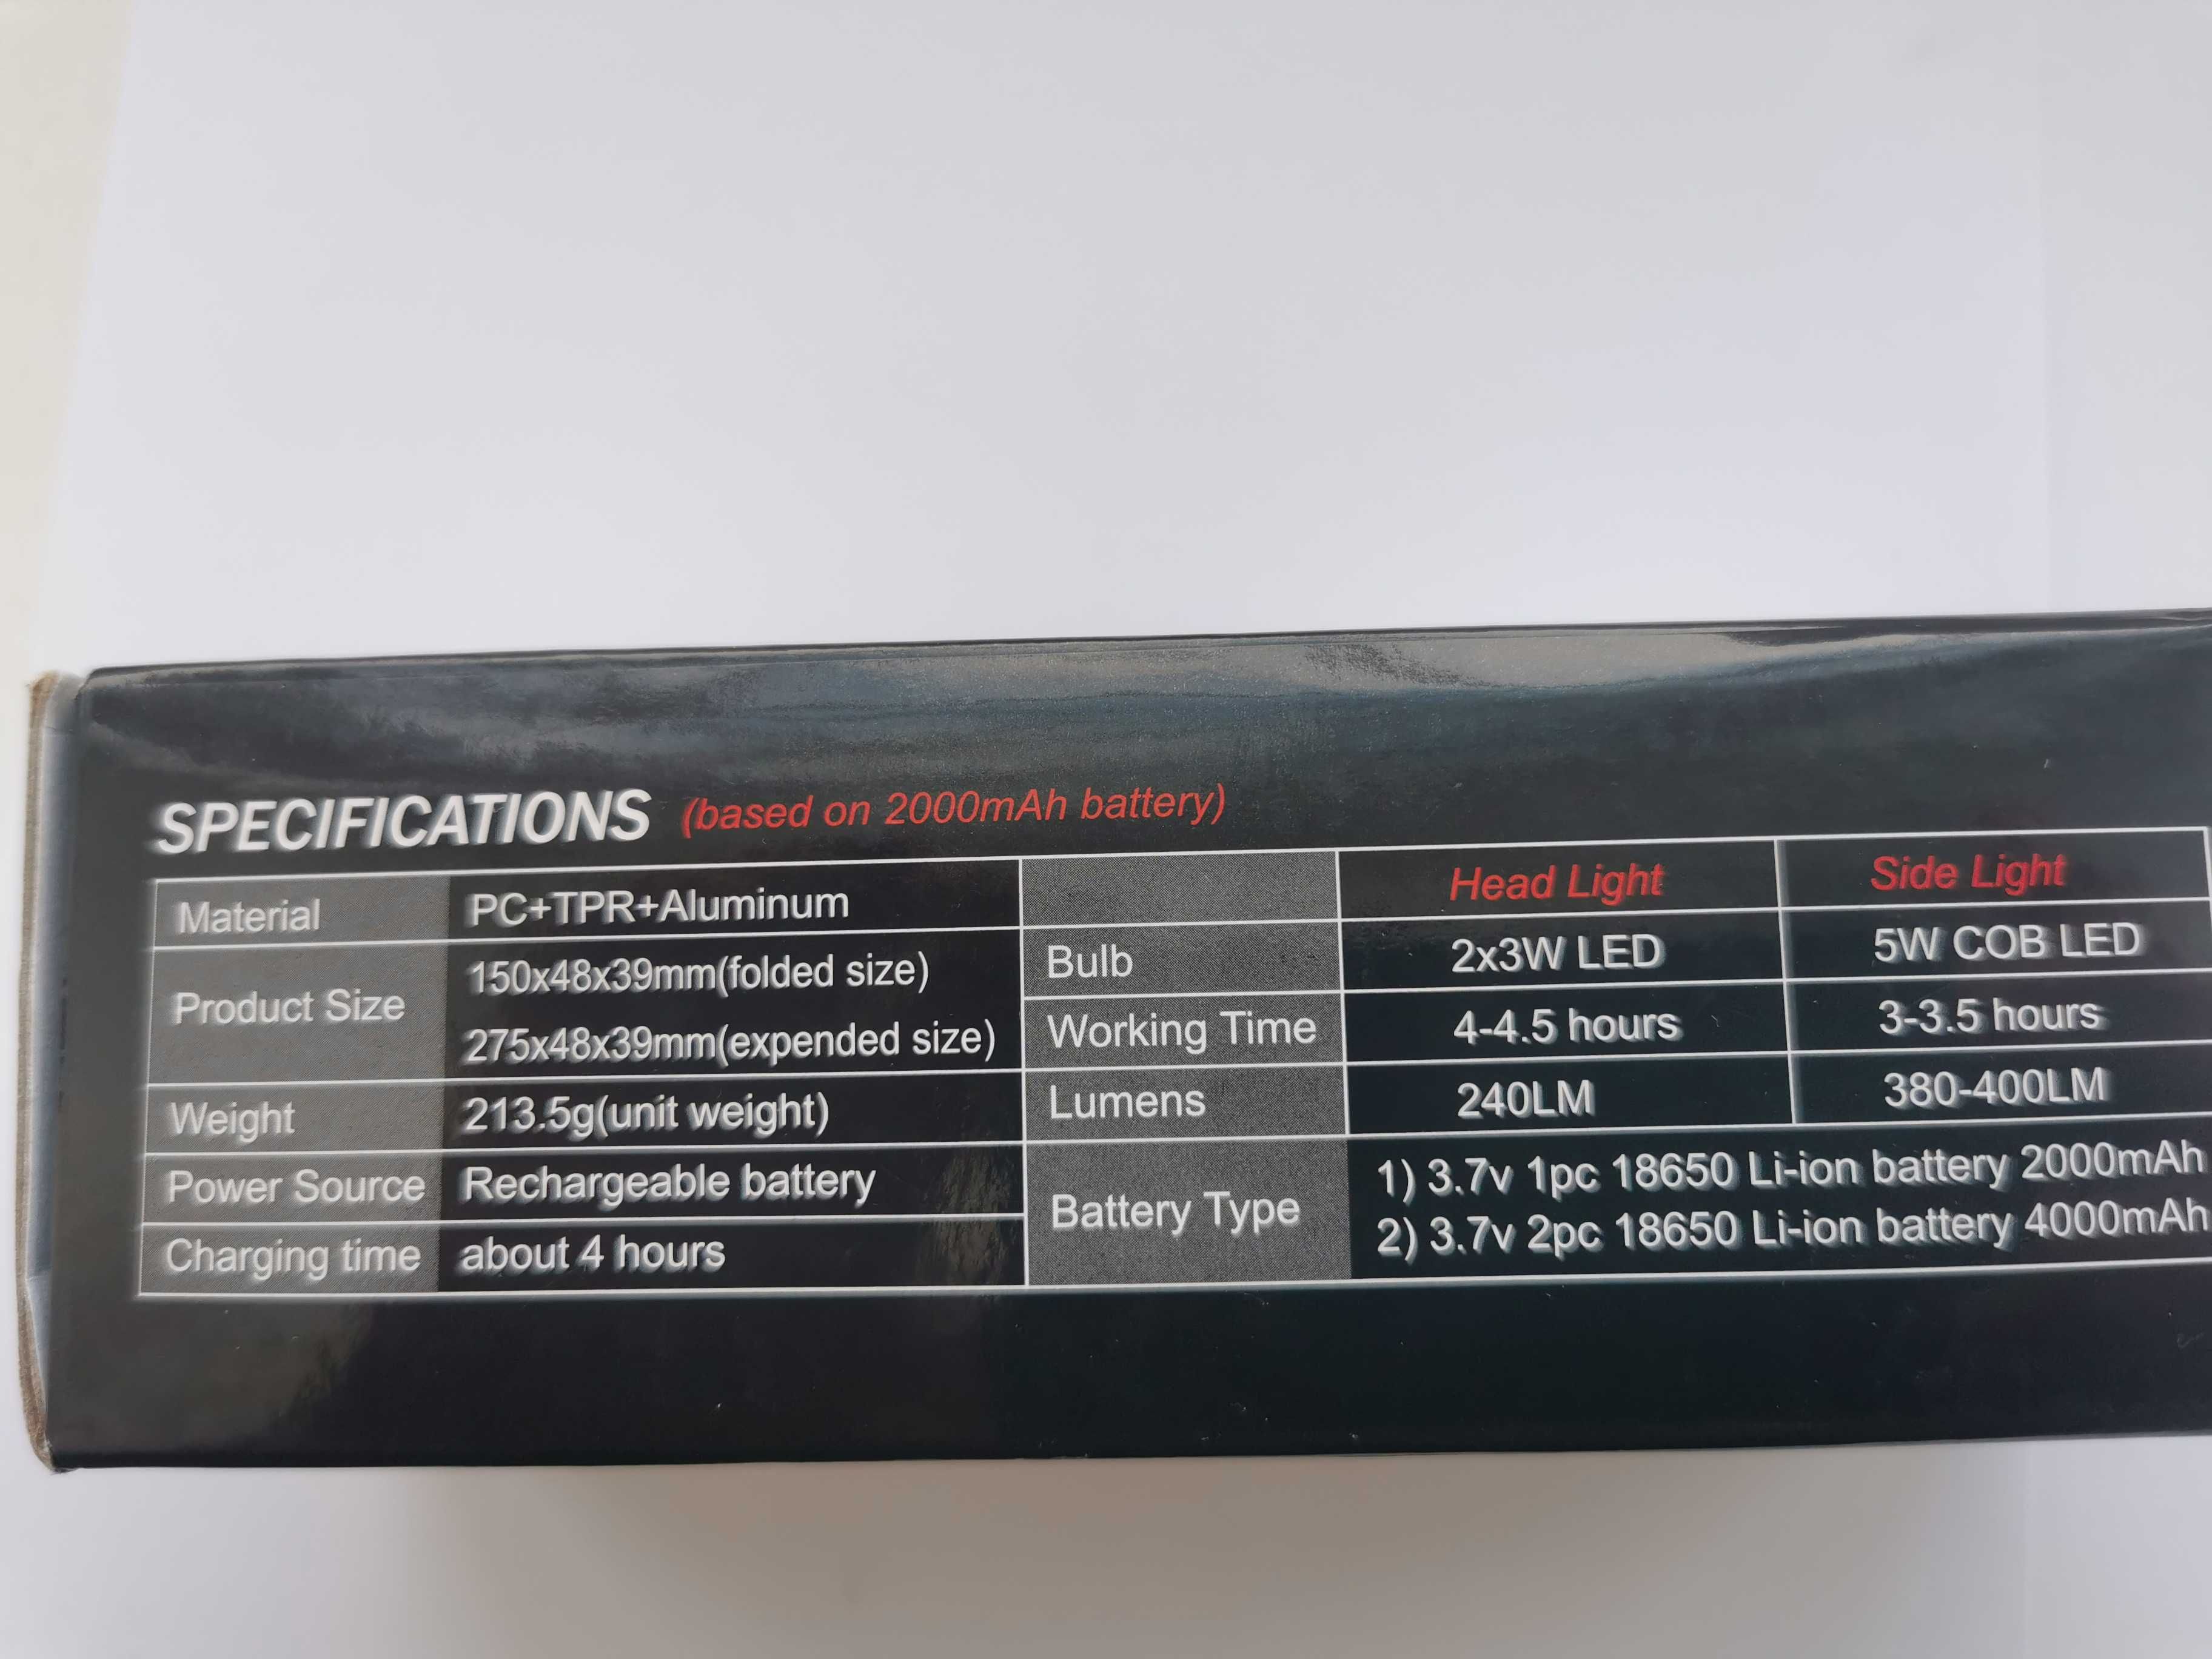 SPECIFICATIONS (based on 2000mAh battery)
Material PC+TPR+Aluminum
Product Size 150x48x39mm(folded size)
275x48x39mm(expended size)
Weight 213.5g(unit weight)
Power Source Rechargeable battery
Charging time about 4 hours
Head Light Side Light
Bulb 2x3W LED 5W COB LED
Working Time 4-4.5 hours 3-3.5 hours
Lumens 240LM 380-400LM
Battery Type 1) 3.7v 1pc 18650 Li-ion battery 2000mAh
2) 3.7v 2pc 18650 Li-ion battery 4000mAh